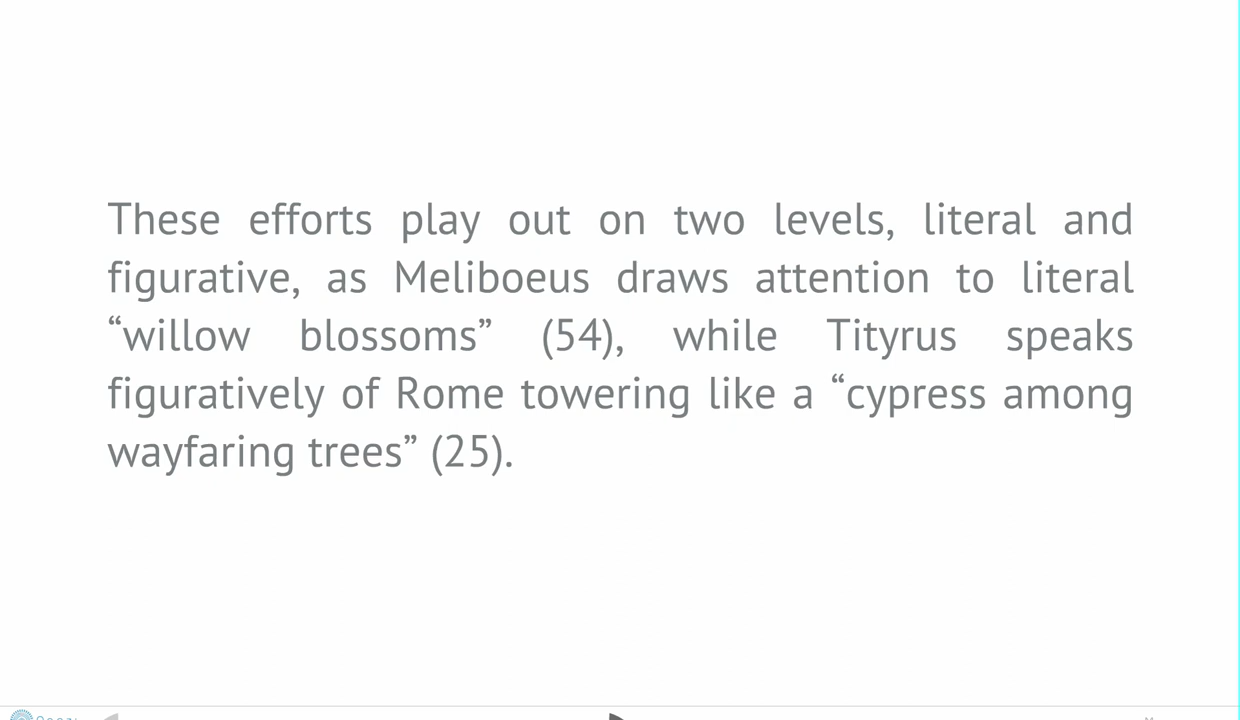 These efforts play out on two levels, literal and
figurative, as Meliboeus draws attention to literal
“willow blossoms” (54), while Tityrus speaks
figuratively of Rome towering like a “cypress among
wayfaring trees” (25).